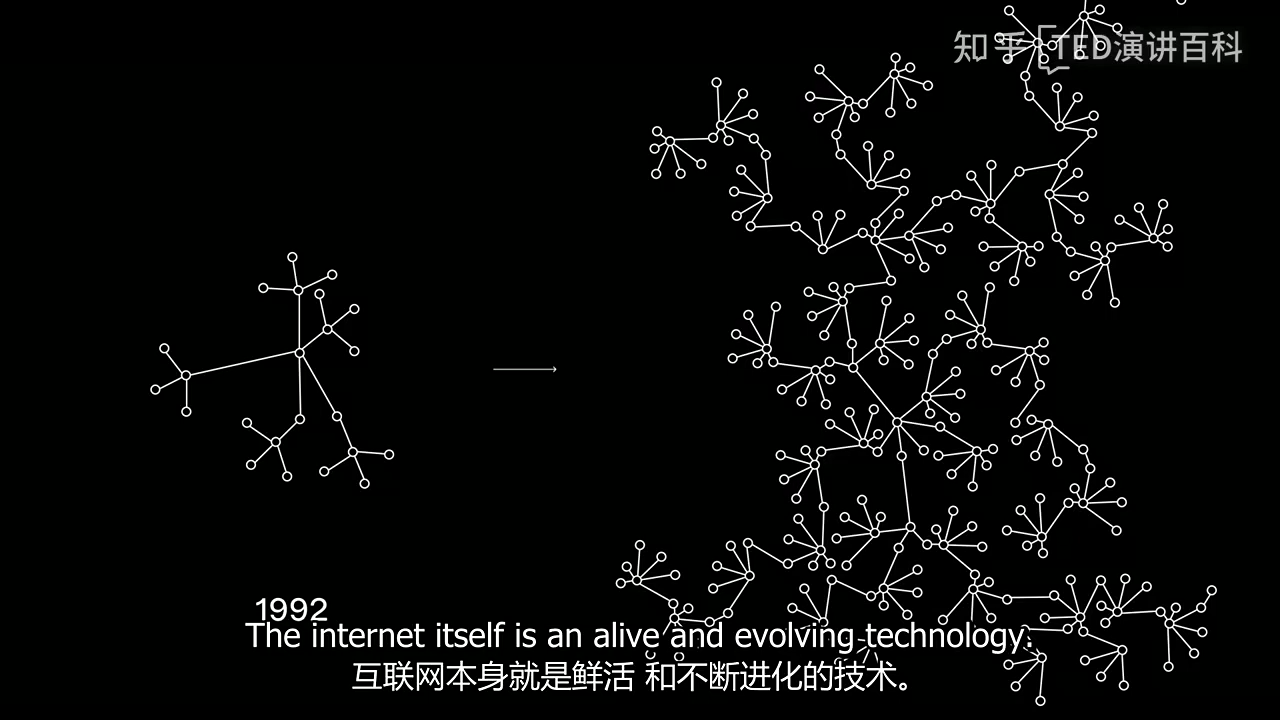 知乎 TED演讲百科
1992
The internet itself is an alive and evolving technology.
互联网本身就是鲜活 和不断进化的技术。